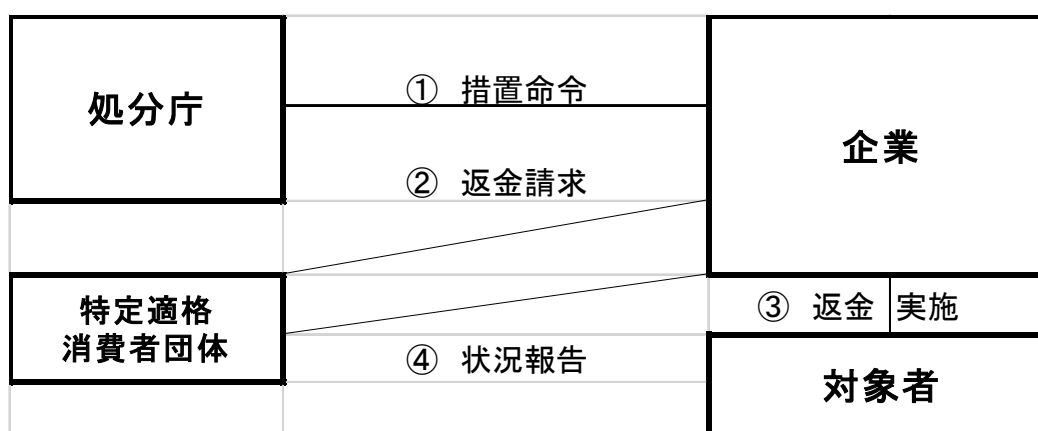 処分庁
① 措置命令
企業
② 返金請求
特定適格
消費者団体
③ 返金 実施
④ 状況報告
対象者